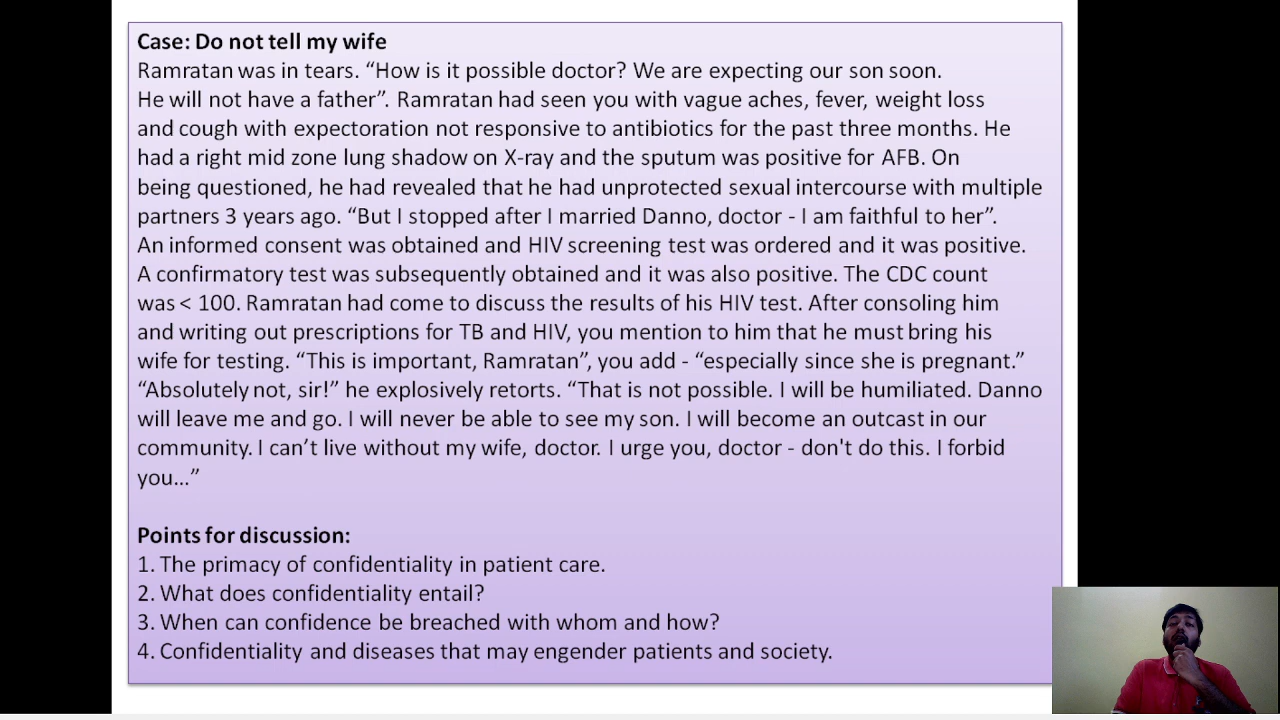 Case: Do not tell my wife
Ramratan was in tears. “How is it possible doctor? We are expecting our son soon.
He will not have a father”. Ramratan had seen you with vague aches, fever, weight loss
and cough with expectoration not responsive to antibiotics for the past three months. He
had a right mid zone lung shadow on X-ray and the sputum was positive for AFB. On
being questioned, he had revealed that he had unprotected sexual intercourse with multiple
partners 3 years ago. “But I stopped after I married Danno, doctor - I am faithful to her”.
An informed consent was obtained and HIV screening test was ordered and it was positive.
A confirmatory test was subsequently obtained and it was also positive. The CDC count
was < 100. Ramratan had come to discuss the results of his HIV test. After consoling him
and writing out prescriptions for TB and HIV, you mention to him that he must bring his
wife for testing. “This is important, Ramratan”, you add - “especially since she is pregnant.”
“Absolutely not, sir!” he explosively retorts. “That is not possible. I will be humiliated. Danno
will leave me and go. I will never be able to see my son. I will become an outcast in our
community. I can’t live without my wife, doctor. I urge you, doctor - don't do this. I forbid
you…”
Points for discussion:
1. The primacy of confidentiality in patient care.
2. What does confidentiality entail?
3. When can confidence be breached with whom and how?
4. Confidentiality and diseases that may engender patients and society.